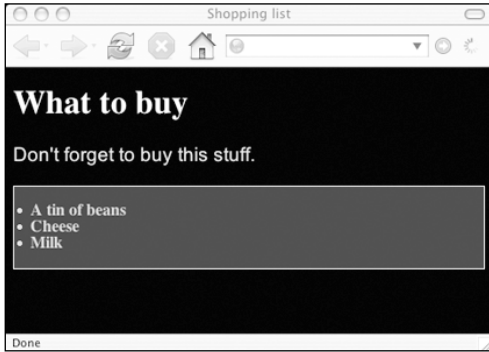 Shopping list
What to buy
Don't forget to buy this stuff.
• A tin of beans
• Cheese
• Milk
Done